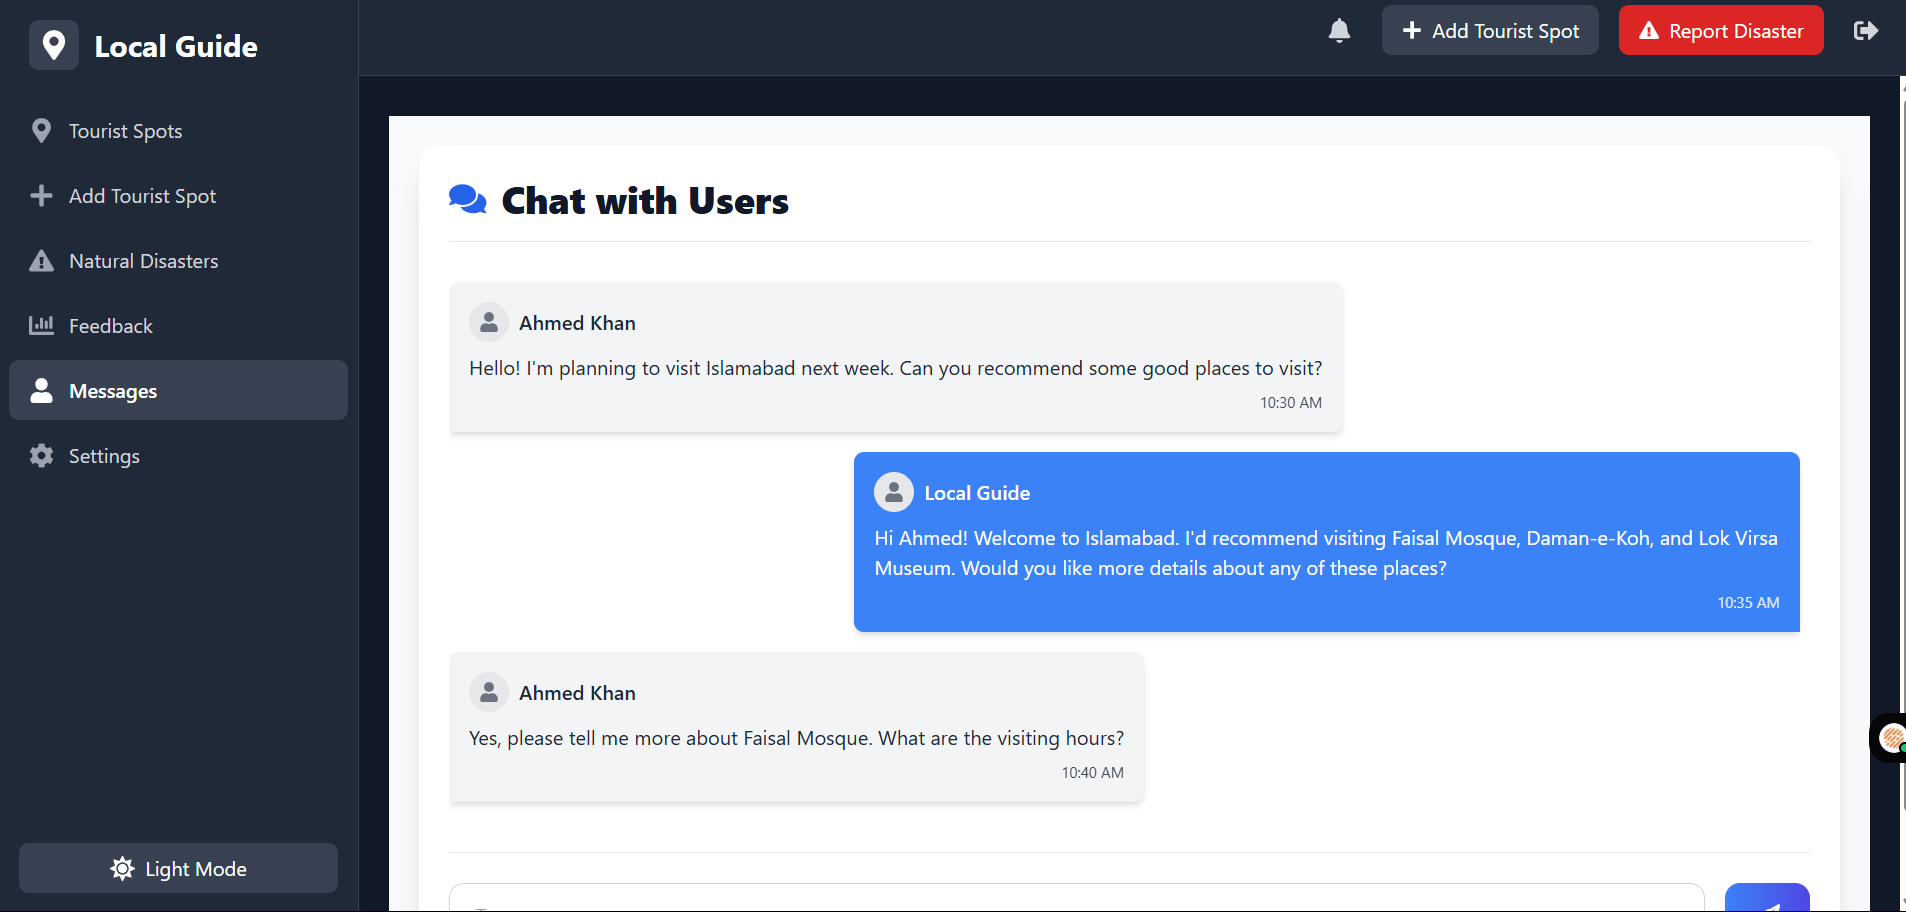 Local Guide
Add Tourist Spot
Report Disaster
Tourist Spots
Add Tourist Spot
Natural Disasters
Feedback
Messages
Settings
Light Mode
Chat with Users
Ahmed Khan
Hello! I'm planning to visit Islamabad next week. Can you recommend some good places to visit?
10:30 AM
Local Guide
Hi Ahmed! Welcome to Islamabad. I'd recommend visiting Faisal Mosque, Daman-e-Koh, and Lok Virsa
Museum. Would you like more details about any of these places?
10:35 AM
Ahmed Khan
Yes, please tell me more about Faisal Mosque. What are the visiting hours?
10:40 AM